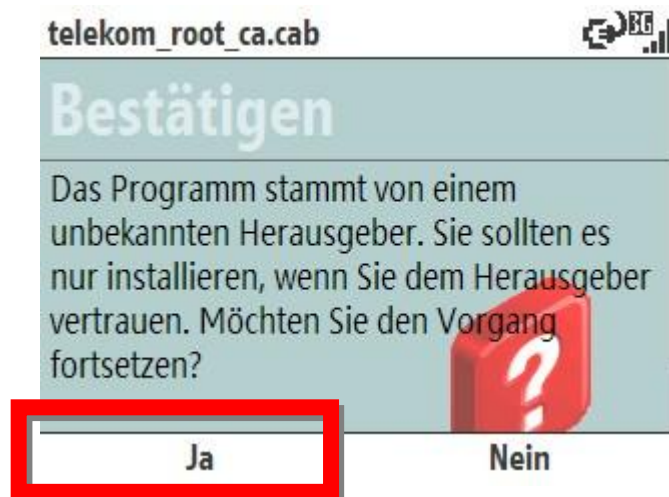 telekom_root_ca.cab
3G
Bestätigen
Das Programm stammt von einem
unbekannten Herausgeber. Sie sollten es
nur installieren, wenn Sie dem Herausgeber
vertrauen. Möchten Sie den Vorgang
fortsetzen?
?
Ja Nein